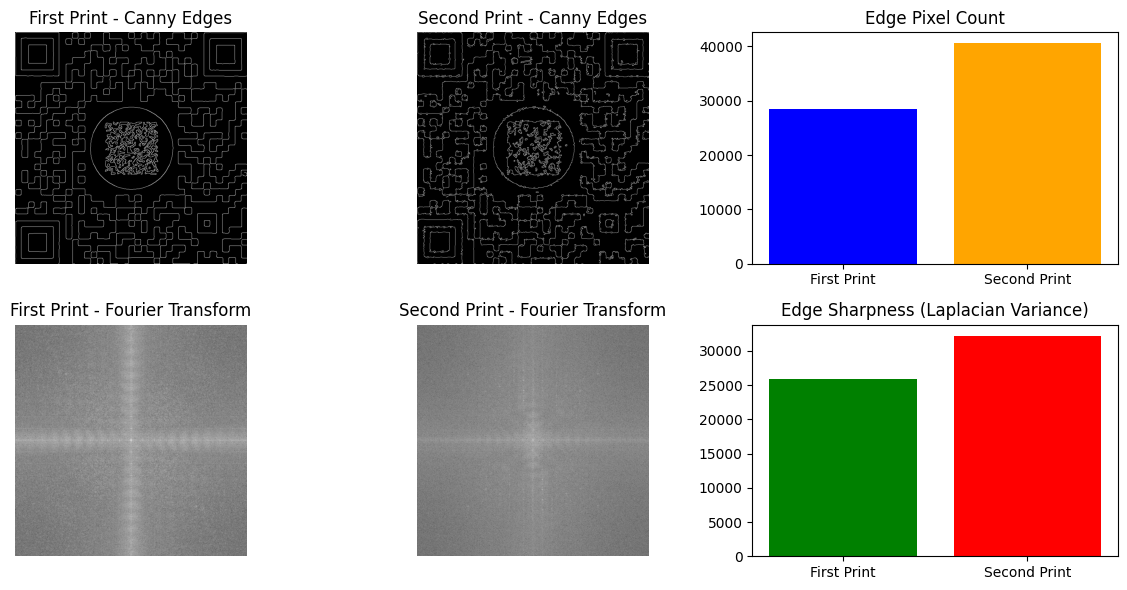 First Print - Canny Edges
Second Print - Canny Edges
Edge Pixel Count
40000
30000
20000
10000
0
First Print
Second Print
First Print - Fourier Transform
Second Print - Fourier Transform
Edge Sharpness (Laplacian Variance)
30000
25000
20000
15000
10000
5000
0
First Print
Second Print